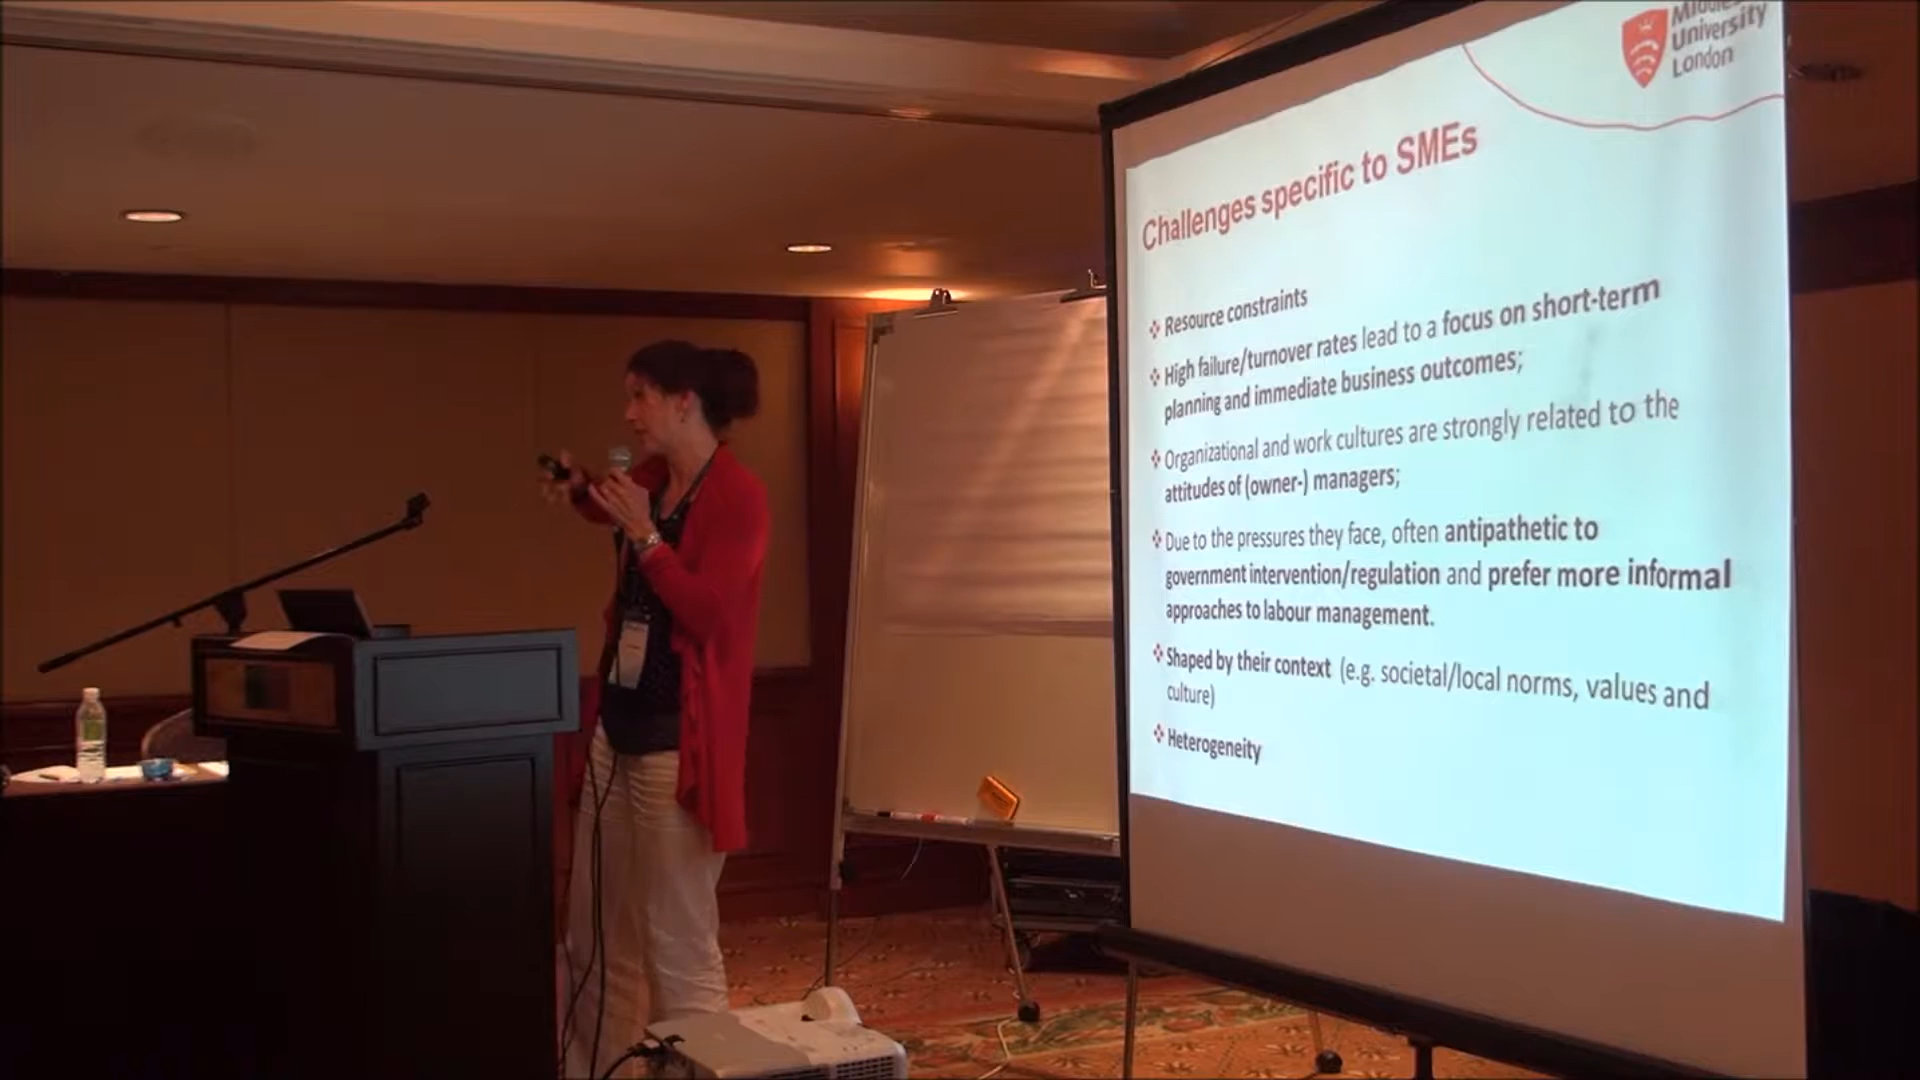 University
London
Challenges specific to SMEs
❖ Resource constraints
❖ High failure/turnover rates lead to a focus on short-term
planning and immediate business outcomes;
❖ Organizational and work cultures are strongly related to the
attitudes of (owner-) managers;
❖ Due to the pressures they face, often antipathetic to
government intervention/regulation and prefer more informal
approaches to labour management.
❖ Shaped by their context (e.g. societal/local norms, values and
culture)
❖ Heterogeneity